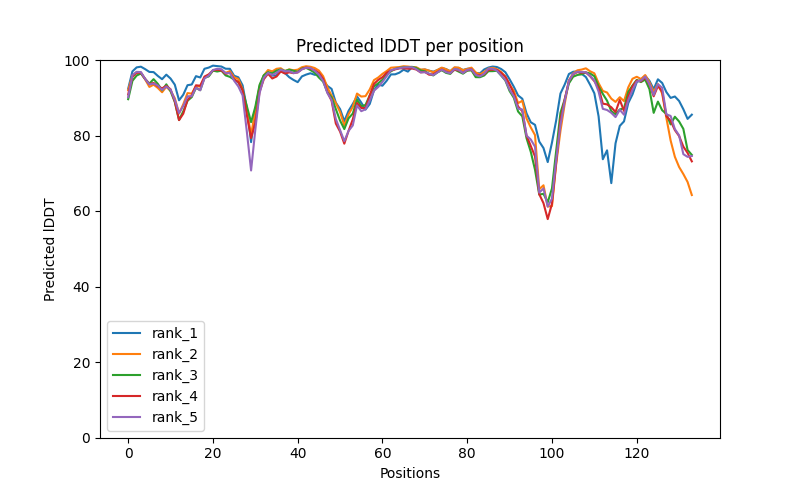 Predicted lDDT per position
100
80
60
40
20
0
Predicted lDDT
rank_1
rank_2
rank_3
rank_4
rank_5
0 20 40 60 80 100 120
Positions